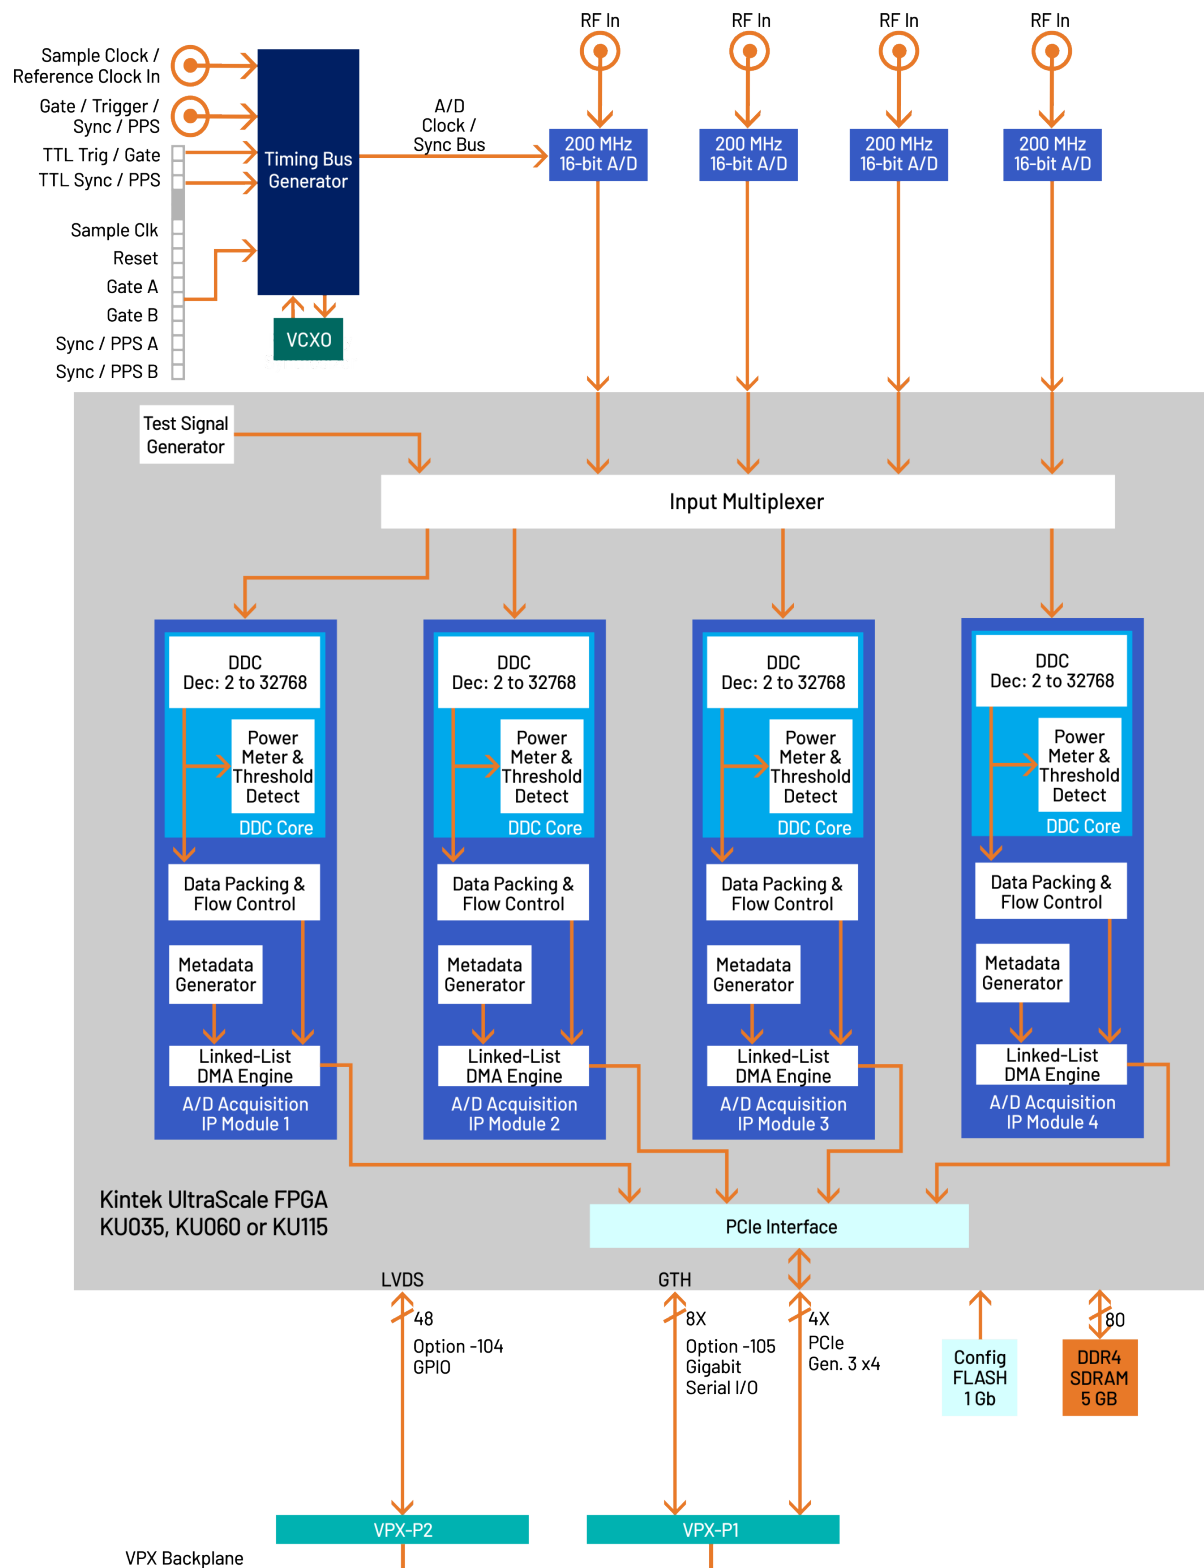 RF In
RF In
RF In
RF In
Sample Clock /
Reference Clock In
Gate / Trigger /
Sync / PPS
TTL Trig / Gate
TTL Sync / PPS
Sample Clk
Reset
Gate A
Gate B
Sync / PPS A
Sync / PPS B
Timing Bus
Generator
VCXO
A/D
Clock /
Sync Bus
200 MHz
16-bit A/D
200 MHz
16-bit A/D
200 MHz
16-bit A/D
200 MHz
16-bit A/D
Test Signal
Generator
Input Multiplexer
DDC
Dec: 2 to 32768
Power
Meter &
Threshold
Detect
DDC Core
Data Packing &
Flow Control
Metadata
Generator
Linked-List
DMA Engine
A/D Acquisition
IP Module 1
DDC
Dec: 2 to 32768
Power
Meter &
Threshold
Detect
DDC Core
Data Packing &
Flow Control
Metadata
Generator
Linked-List
DMA Engine
A/D Acquisition
IP Module 2
DDC
Dec: 2 to 32768
Power
Meter &
Threshold
Detect
DDC Core
Data Packing &
Flow Control
Metadata
Generator
Linked-List
DMA Engine
A/D Acquisition
IP Module 3
DDC
Dec: 2 to 32768
Power
Meter &
Threshold
Detect
DDC Core
Data Packing &
Flow Control
Metadata
Generator
Linked-List
DMA Engine
A/D Acquisition
IP Module 4
Kintek UltraScale FPGA
KU035, KU060 or KU115
PCIe Interface
LVDS
48
Option -104
GPIO
GTH
8X
Option -105
Gigabit
Serial I/O
4X
PCIe
Gen. 3 x4
Config
FLASH
1 Gb
80
DDR4
SDRAM
5 GB
VPX-P2
VPX-P1
VPX Backplane